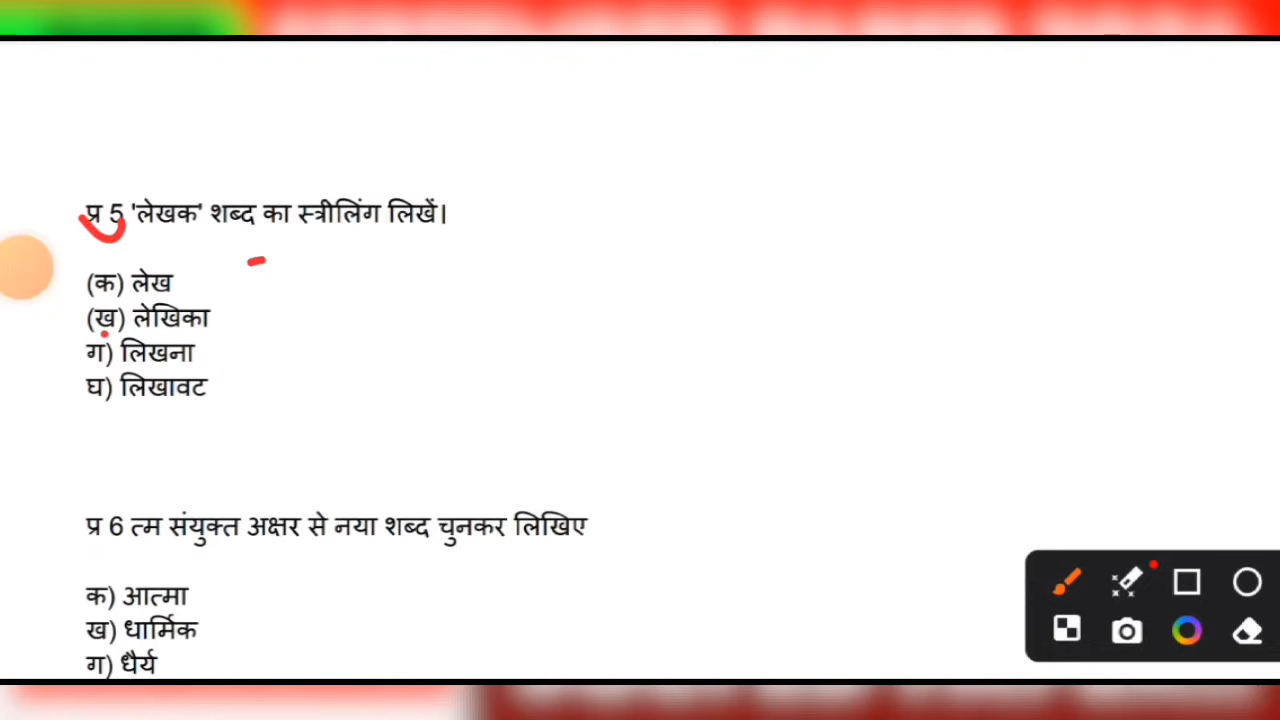 प्र 5 'लेखक' शब्द का स्त्रीलिंग लिखें।
(क) लेख
(ख) लेखिका
ग) लिखना
घ) लिखावट
प्र 6 त्म संयुक्त अक्षर से नया शब्द चुनकर लिखिए
क) आत्मा
ख) धार्मिक
ग) धैर्य